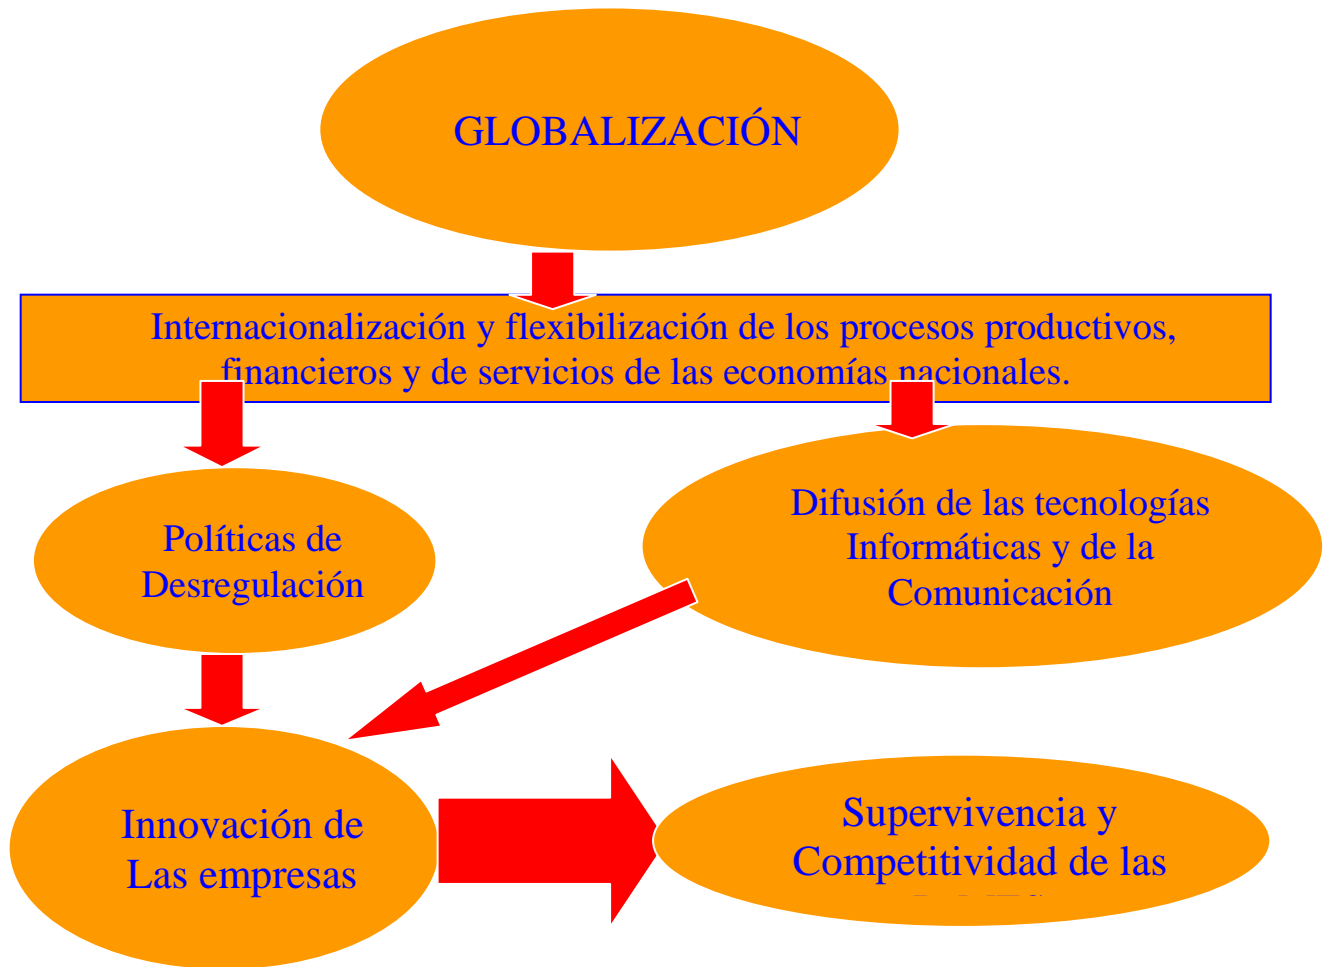 GLOBALIZACIÓN
Internacionalización y flexibilización de los procesos productivos,
financieros y de servicios de las economías nacionales.
Políticas de
Desregulación
Difusión de las tecnologías
Informáticas y de la
Comunicación
Innovación de
Las empresas
Supervivencia y
Competitividad de las